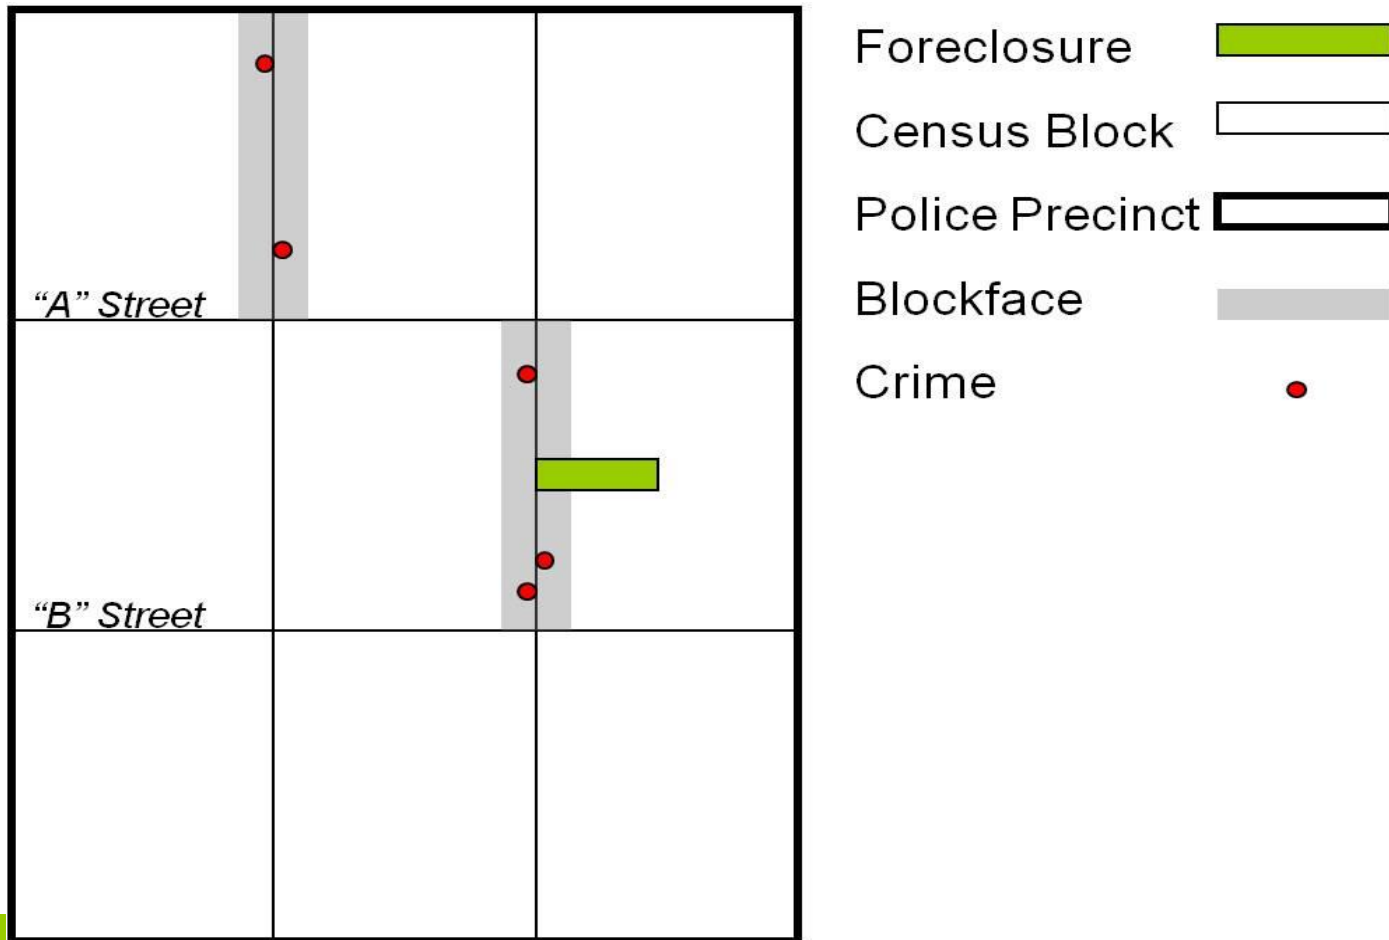 Foreclosure
Census Block
Police Precinct
Blockface
Crime
“A” Street
“B” Street